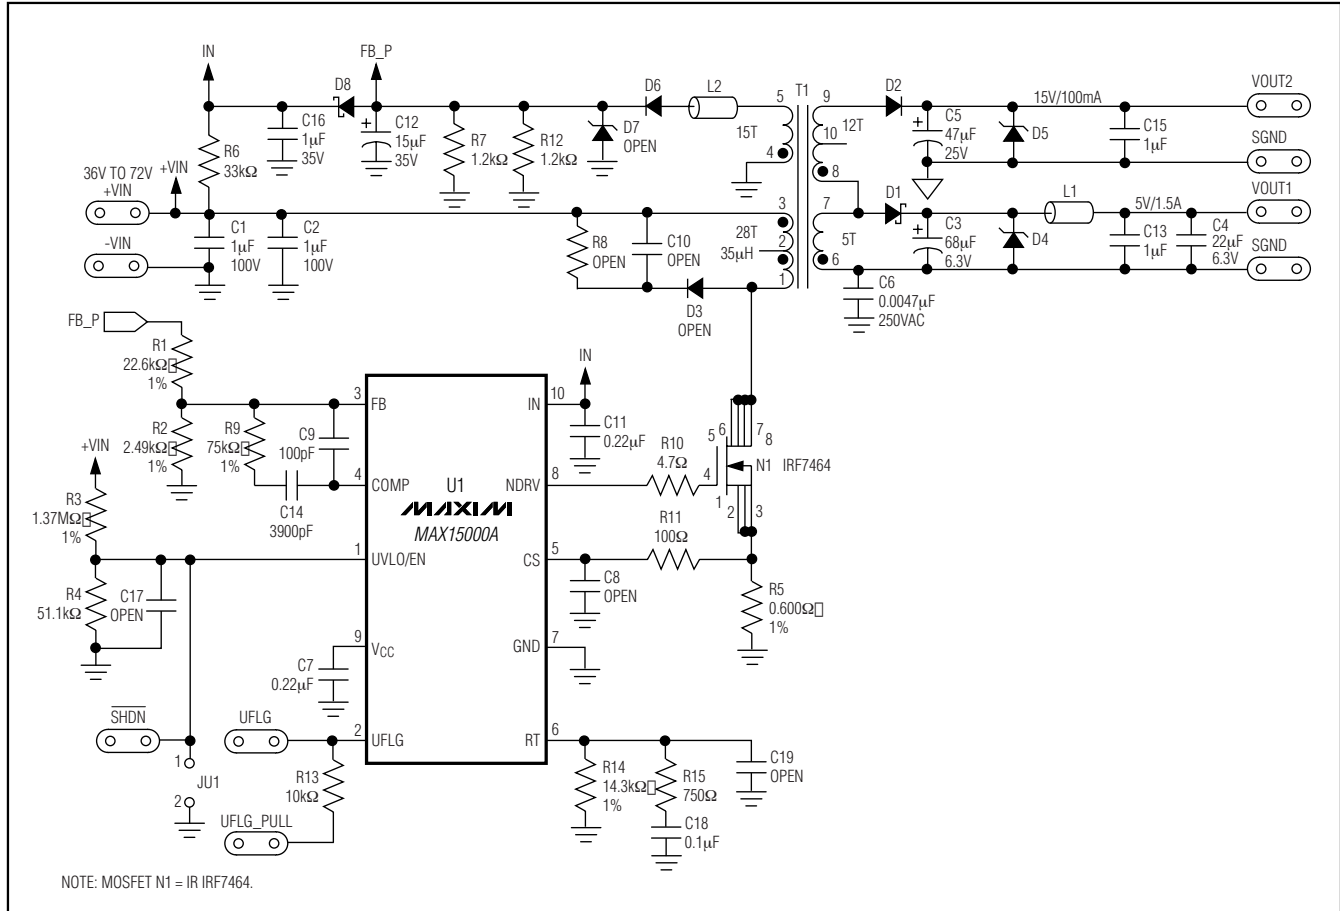 IN
FB_P
D8
C16
1µF
35V
C12
15µF
35V
R7
1.2kΩ
R12
1.2kΩ
D7
OPEN
D6
L2
T1
5
15T
4
9
12T
10
8
D2
C5
47µF
25V
15V/100mA
D5
C15
1µF
VOUT2
SGND
R6
33kΩ
36V TO 72V
+VIN
+VIN
-VIN
C1
1µF
100V
C2
1µF
100V
R8
OPEN
C10
OPEN
D3
OPEN
3
28T
2
35µH
1
7
5T
6
D1
C3
68µF
6.3V
D4
L1
5V/1.5A
C13
1µF
C4
22µF
6.3V
VOUT1
SGND
C6
0.0047µF
250VAC
FB_P
R1
22.6kΩ
1%
R2
2.49kΩ
1%
R9
75kΩ
1%
C9
100pF
C14
3900pF
+VIN
R3
1.37MΩ
1%
R4
51.1kΩ
C17
OPEN
3
FB
4
COMP
1
UVLO/EN
9
VCC
2
UFLG
U1
MAXIM
MAX15000A
10
IN
8
NDRV
5
CS
7
GND
6
RT
IN
C11
0.22µF
R10
4.7Ω
5
6
7
8
4
N1 IRF7464
1
2
3
R11
100Ω
C8
OPEN
R5
0.600Ω
1%
C7
0.22µF
SHDN
UFLG
1
JU1
2
R13
10kΩ
UFLG_PULL
R14
14.3kΩ
1%
R15
750Ω
C18
0.1µF
C19
OPEN
NOTE: MOSFET N1 = IR IRF7464.